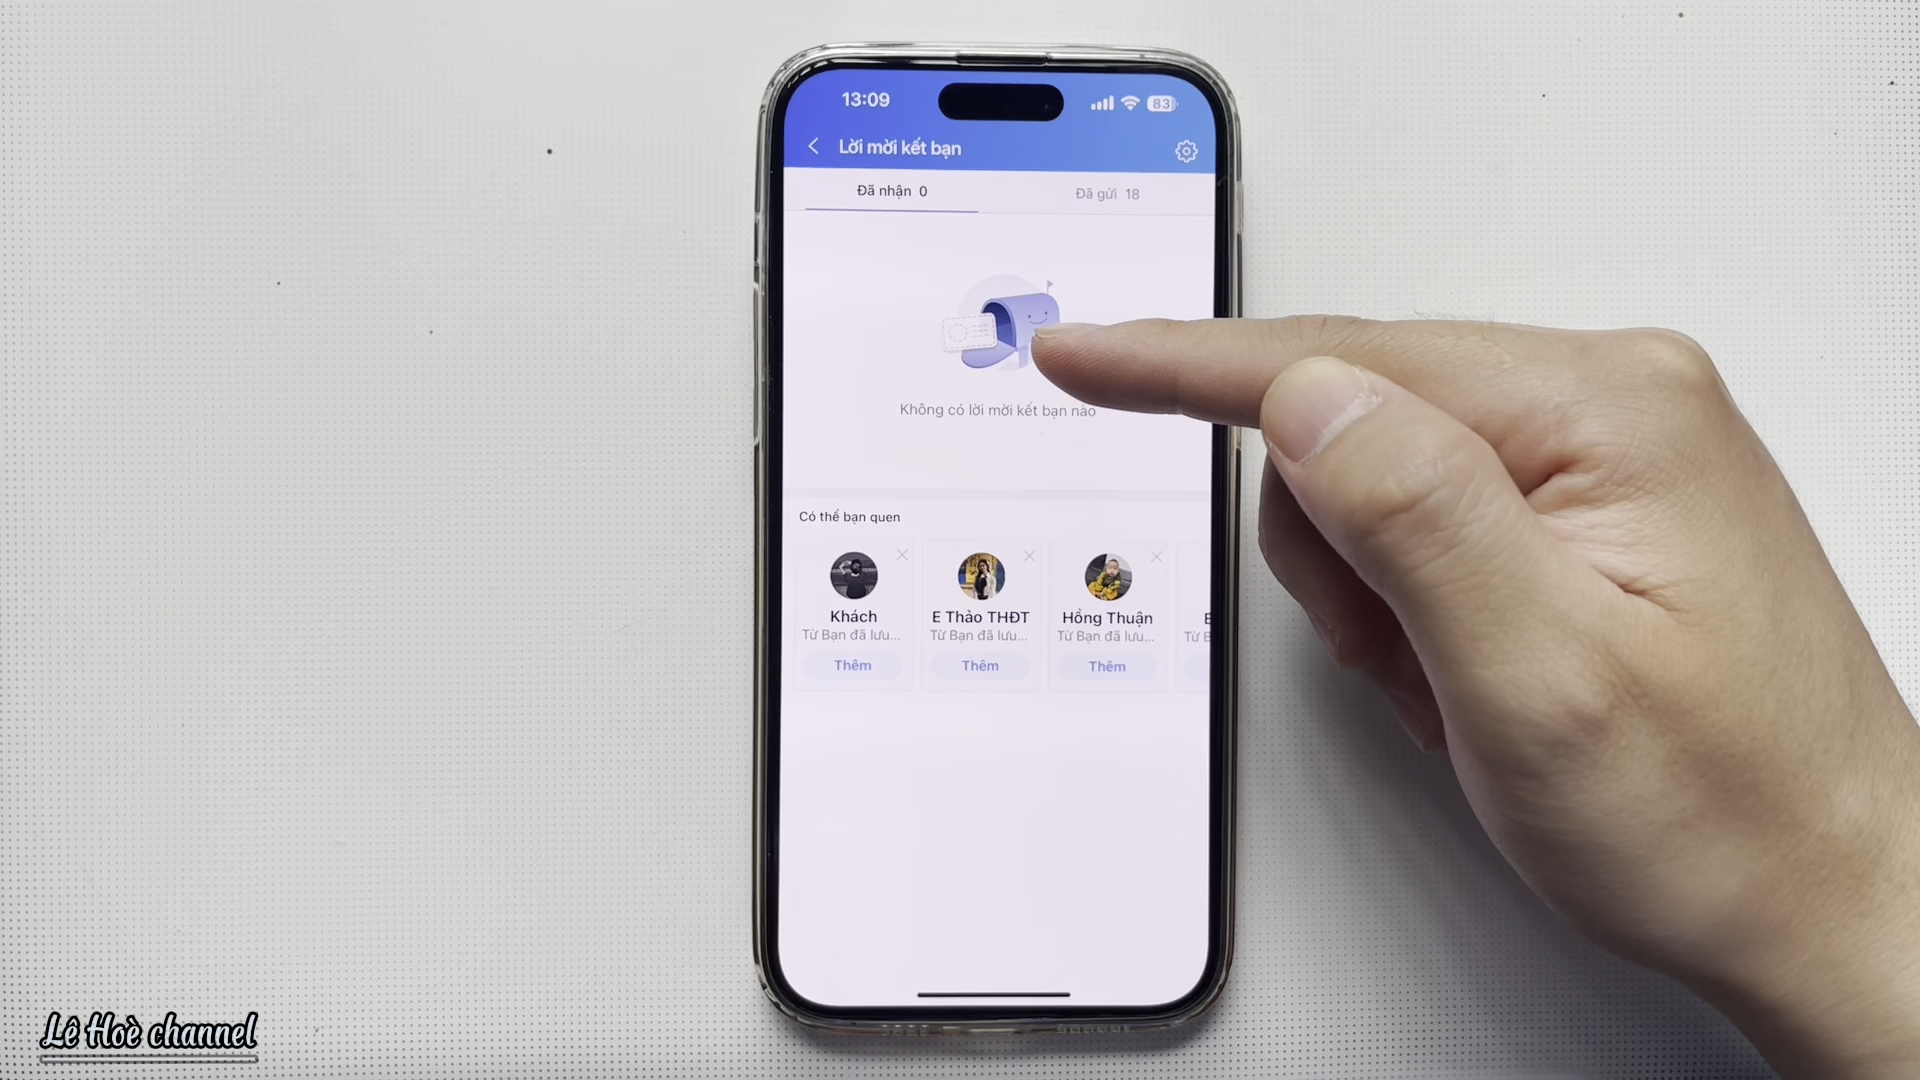 13:09
83
Lời mời kết bạn
Đã nhận 0
Đã gửi 18
Không có lời mời kết bạn nào
Có thể bạn quen
Khách
Từ Bạn đã lưu...
Thêm
E Thảo THĐT
Từ Bạn đã lưu...
Thêm
Hồng Thuận
Từ Bạn đã lưu...
Thêm
Lê Hoè channel